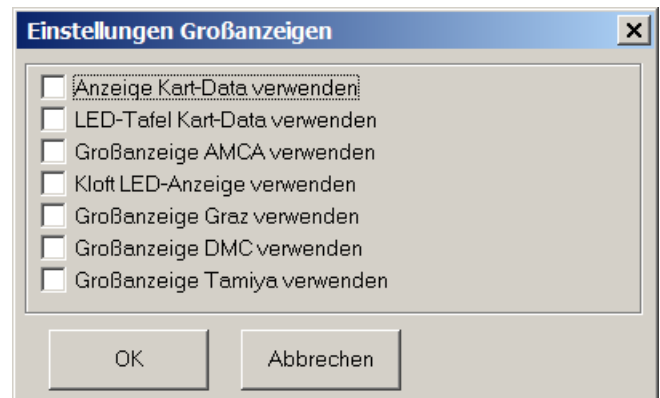 Einstellungen Großanzeigen
Anzeige Kart-Data verwenden
LED-Tafel Kart-Data verwenden
Großanzeige AMCA verwenden
Kloft LED-Anzeige verwenden
Großanzeige Graz verwenden
Großanzeige DMC verwenden
Großanzeige Tamiya verwenden
OK Abbrechen